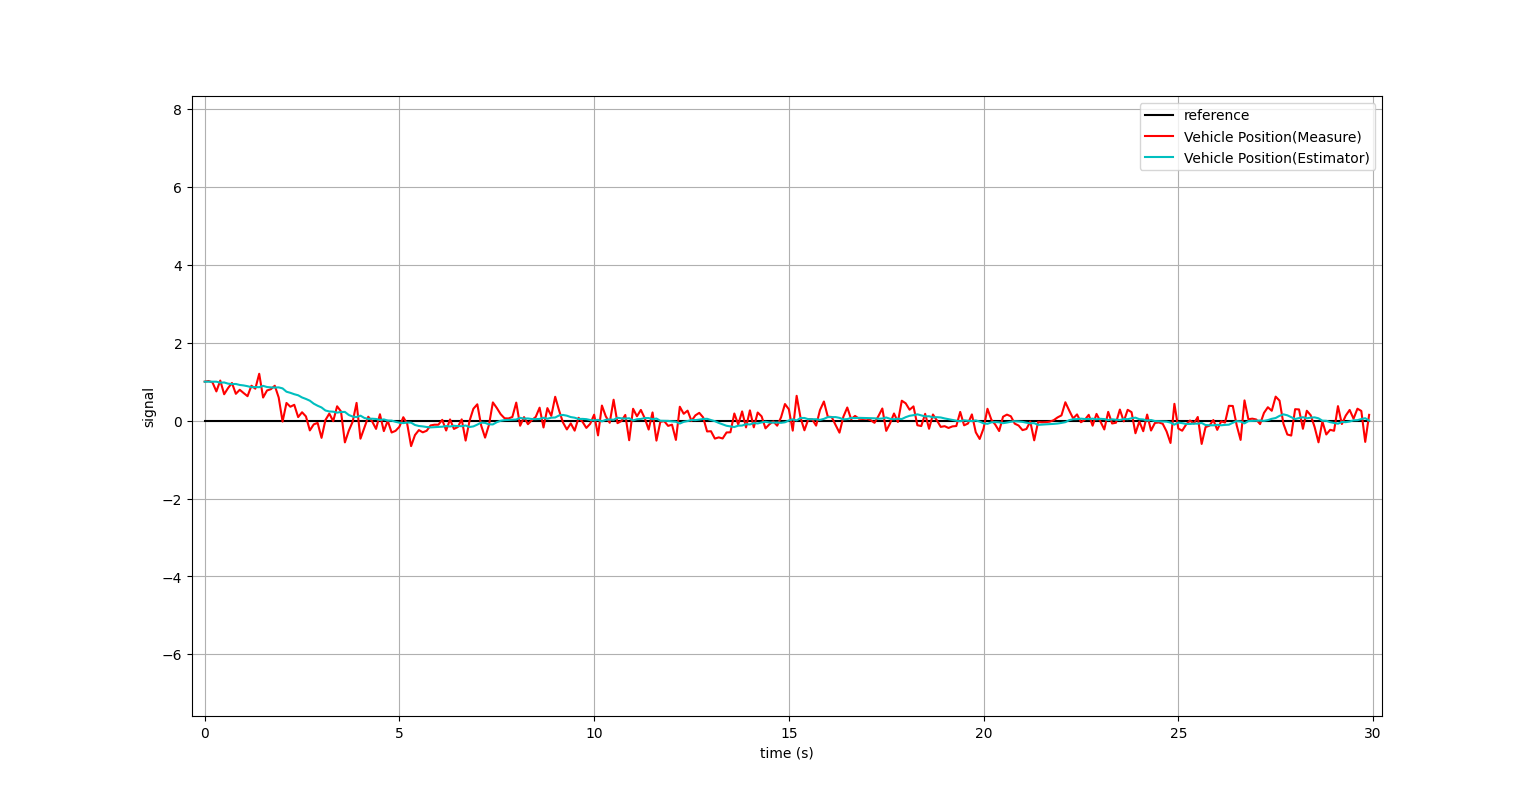 8
6
4
2
0
−2
−4
−6
signal
0 5 10 15 20 25 30
time (s)
reference
Vehicle Position(Measure)
Vehicle Position(Estimator)